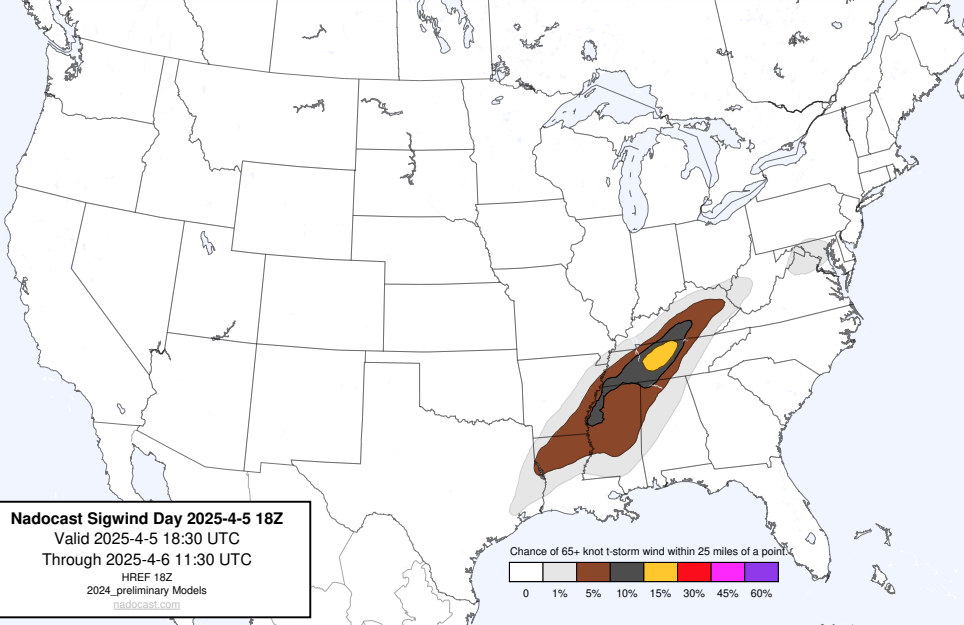 Nadocast Sigwind Day 2025-4-5 18Z
Valid 2025-4-5 18:30 UTC
Through 2025-4-6 11:30 UTC
HREF 18Z
2024_preliminary Models
nadocast.com
Chance of 65+ knot t-storm wind within 25 miles of a point.
0 1% 5% 10% 15% 30% 45% 60%